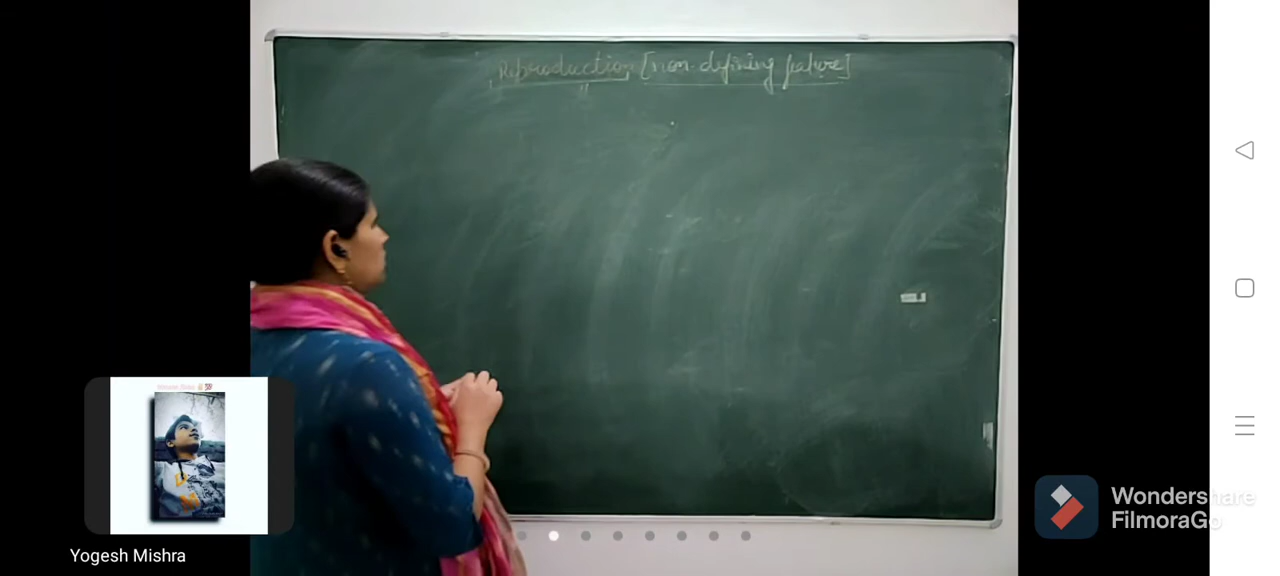 Reproduction [non-defining feature]
Yogesh Mishra
Wondershare
FilmoraGo